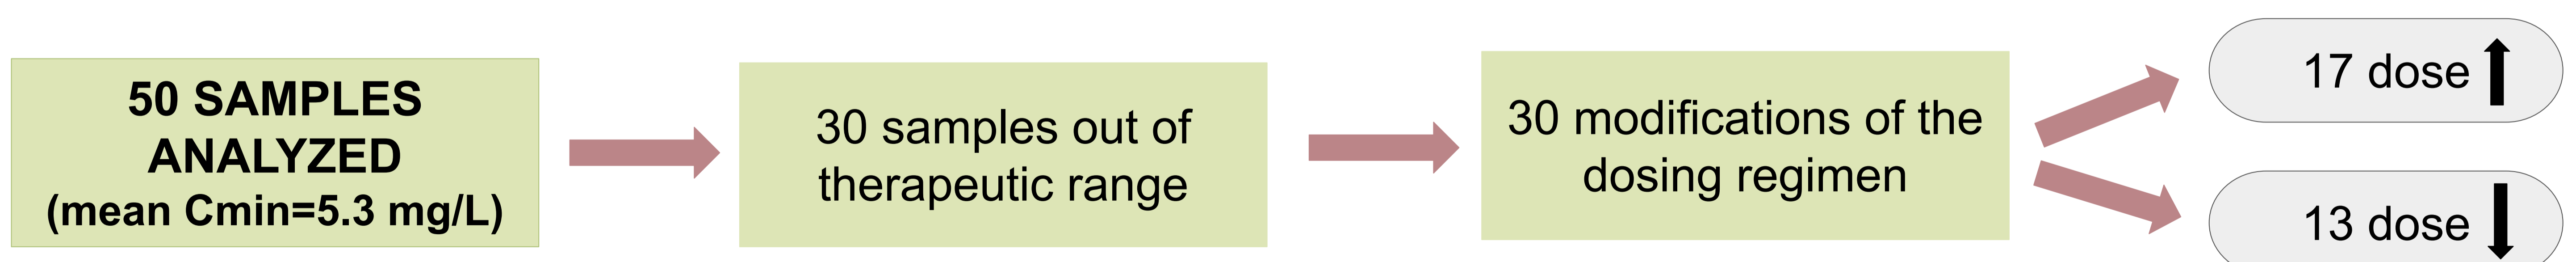 50 SAMPLES
ANALYZED
(mean Cmin=5.3 mg/L)
30 samples out of
therapeutic range
30 modifications of the
dosing regimen
17 dose
13 dose